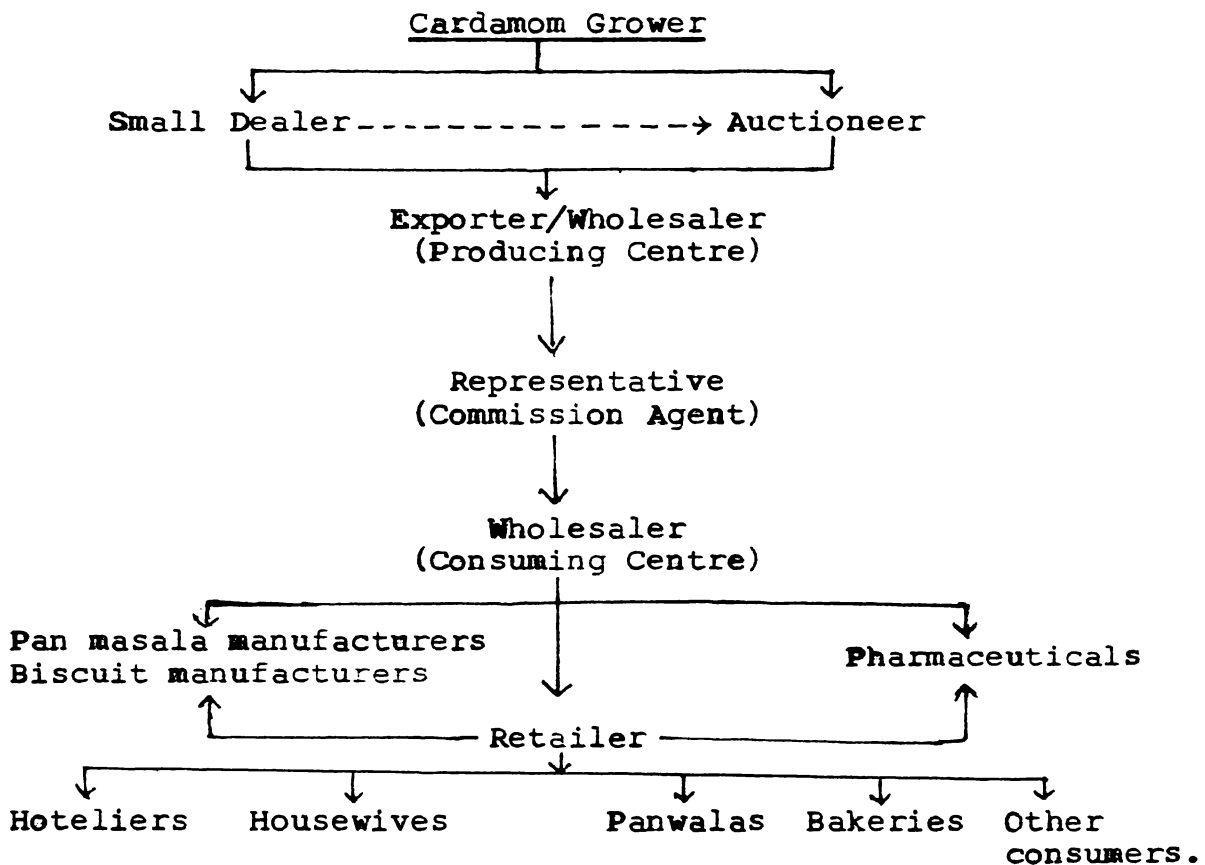 Cardamom Grower
Small Dealer Auctioneer
Exporter/Wholesaler
(Producing Centre)
Representative
(Commission Agent)
Wholesaler
(Consuming Centre)
Pan masala manufacturers
Biscuit manufacturers
Pharmaceuticals
Retailer
Hoteliers Housewives Panwalas Bakeries Other
consumers.